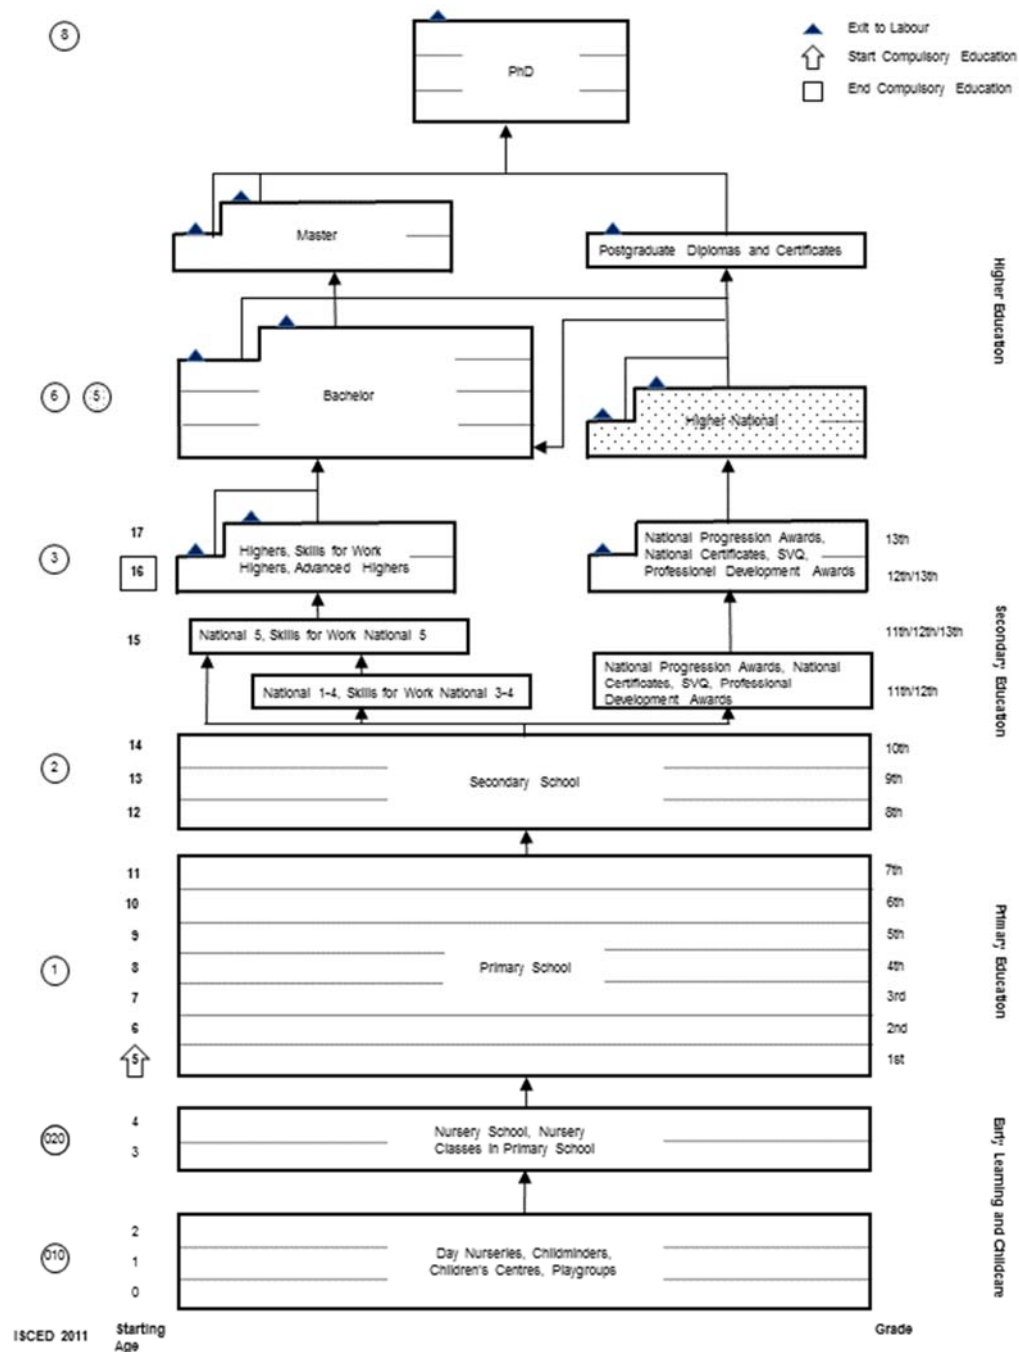 8
Exit to Labour
Start Compulsory Education
End Compulsory Education
PhD
Master
Postgraduate Diplomas and Certificates
Higher Education
6
5
Bachelor
Higher National
3
17
16
Highers, Skills for Work
Highers, Advanced Highers
National Progression Awards,
National Certificates, SVQ,
Professionel Development Awards
13th
12th/13th
15
National 5, Skills for Work National 5
11th/12th/13th
National 1-4, Skills for Work National 3-4
National Progression Awards, National
Certificates, SVQ, Professional
Development Awards
11th/12th
Secondary Education
2
14
13
12
Secondary School
10th
9th
8th
1
11
10
9
8
7
6
5
Primary School
7th
6th
5th
4th
3rd
2nd
1st
Primary Education
020
4
3
Nursery School, Nursery
Classes in Primary School
Early Learning and Childcare
010
2
1
0
Day Nurseries, Childminders,
Children's Centres, Playgroups
ISCED 2011
Starting
Age
Grade